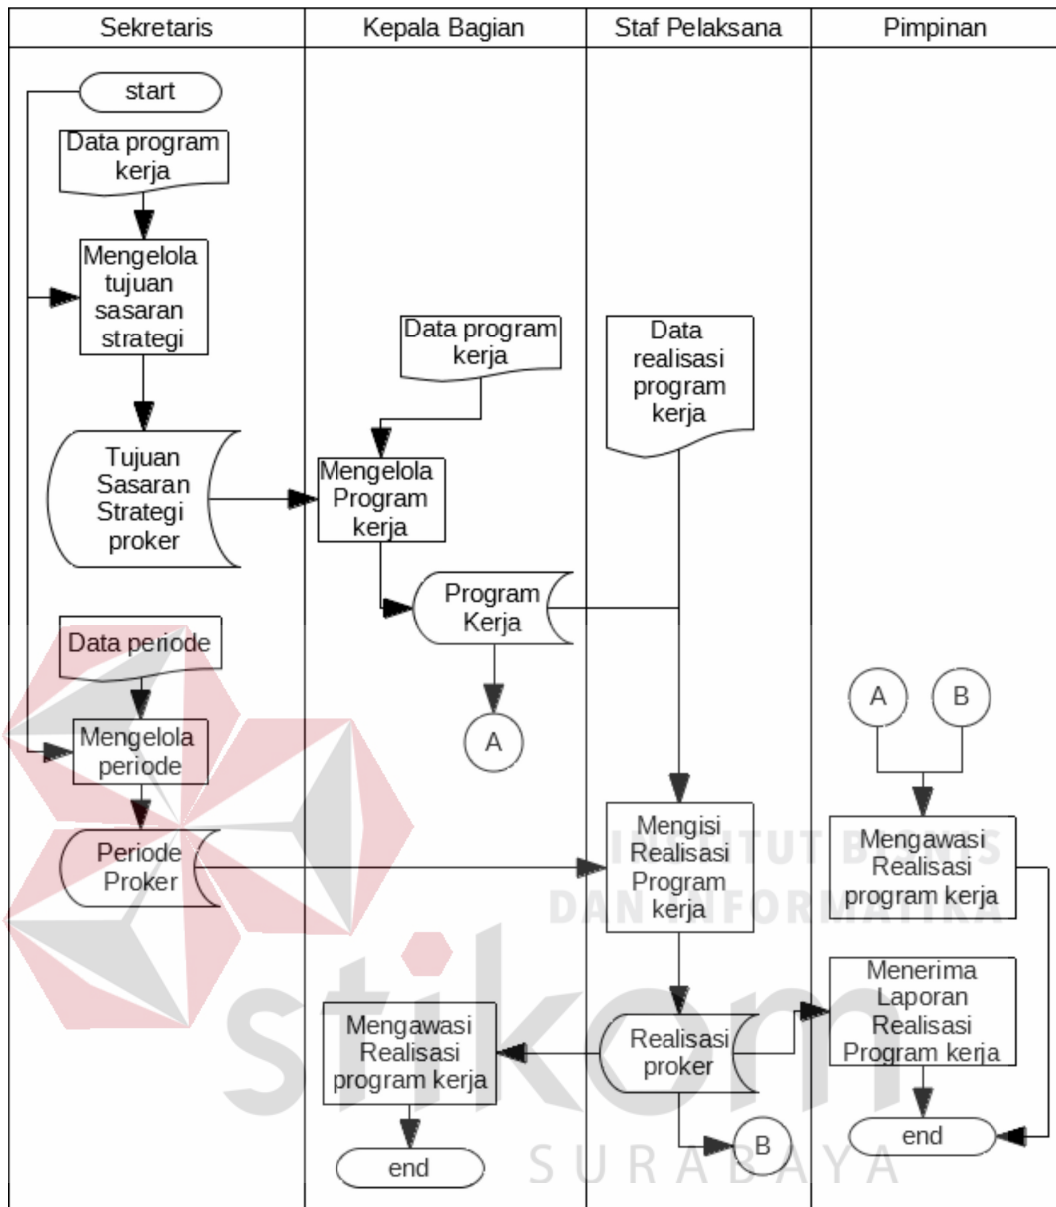 Sekretaris
Kepala Bagian
Staf Pelaksana
Pimpinan
start
Data program
kerja
Mengelola
tujuan
sasaran
strategi
Tujuan
Sasaran
Strategi
proker
Data periode
Mengelola
periode
Periode
Proker
Data program
kerja
Mengelola
Program
kerja
Program
Kerja
A
Mengawasi
Realisasi
program kerja
end
Data
realisasi
program
kerja
Mengisi
Realisasi
Program
kerja
Realisasi
proker
B
A
B
Mengawasi
Realisasi
program kerja
Menerima
Laporan
Realisasi
Program kerja
end
INSTITUT BISNIS
DAN INFORMATIKA
stikom
SURABAYA